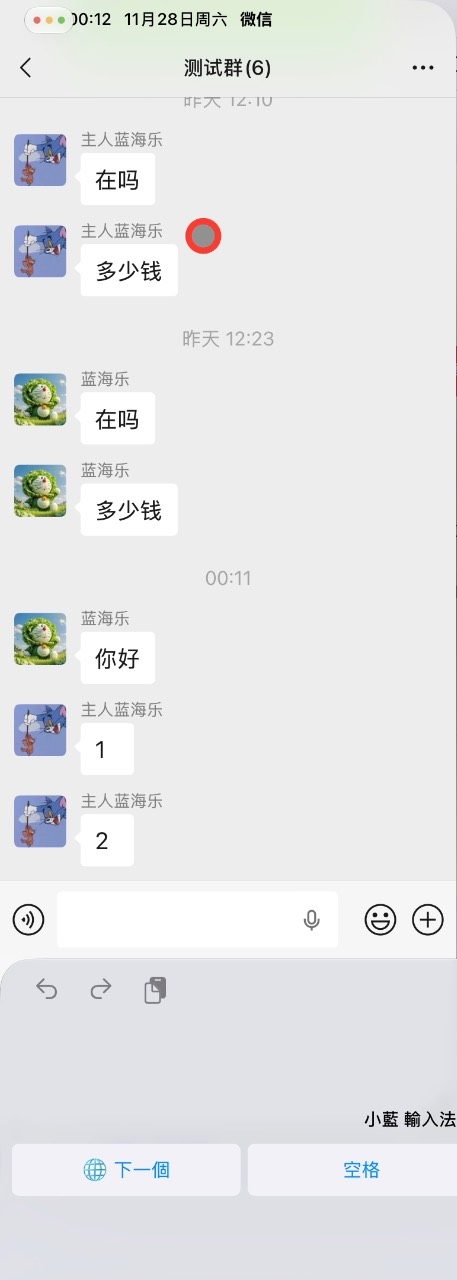 00:12 11月28日周六 微信
测试群(6)
昨天 12:10
主人蓝海乐
在吗
主人蓝海乐
多少钱
昨天 12:23
蓝海乐
在吗
蓝海乐
多少钱
00:11
蓝海乐
你好
主人蓝海乐
1
主人蓝海乐
2
小藍 輸入法
下一個
空格